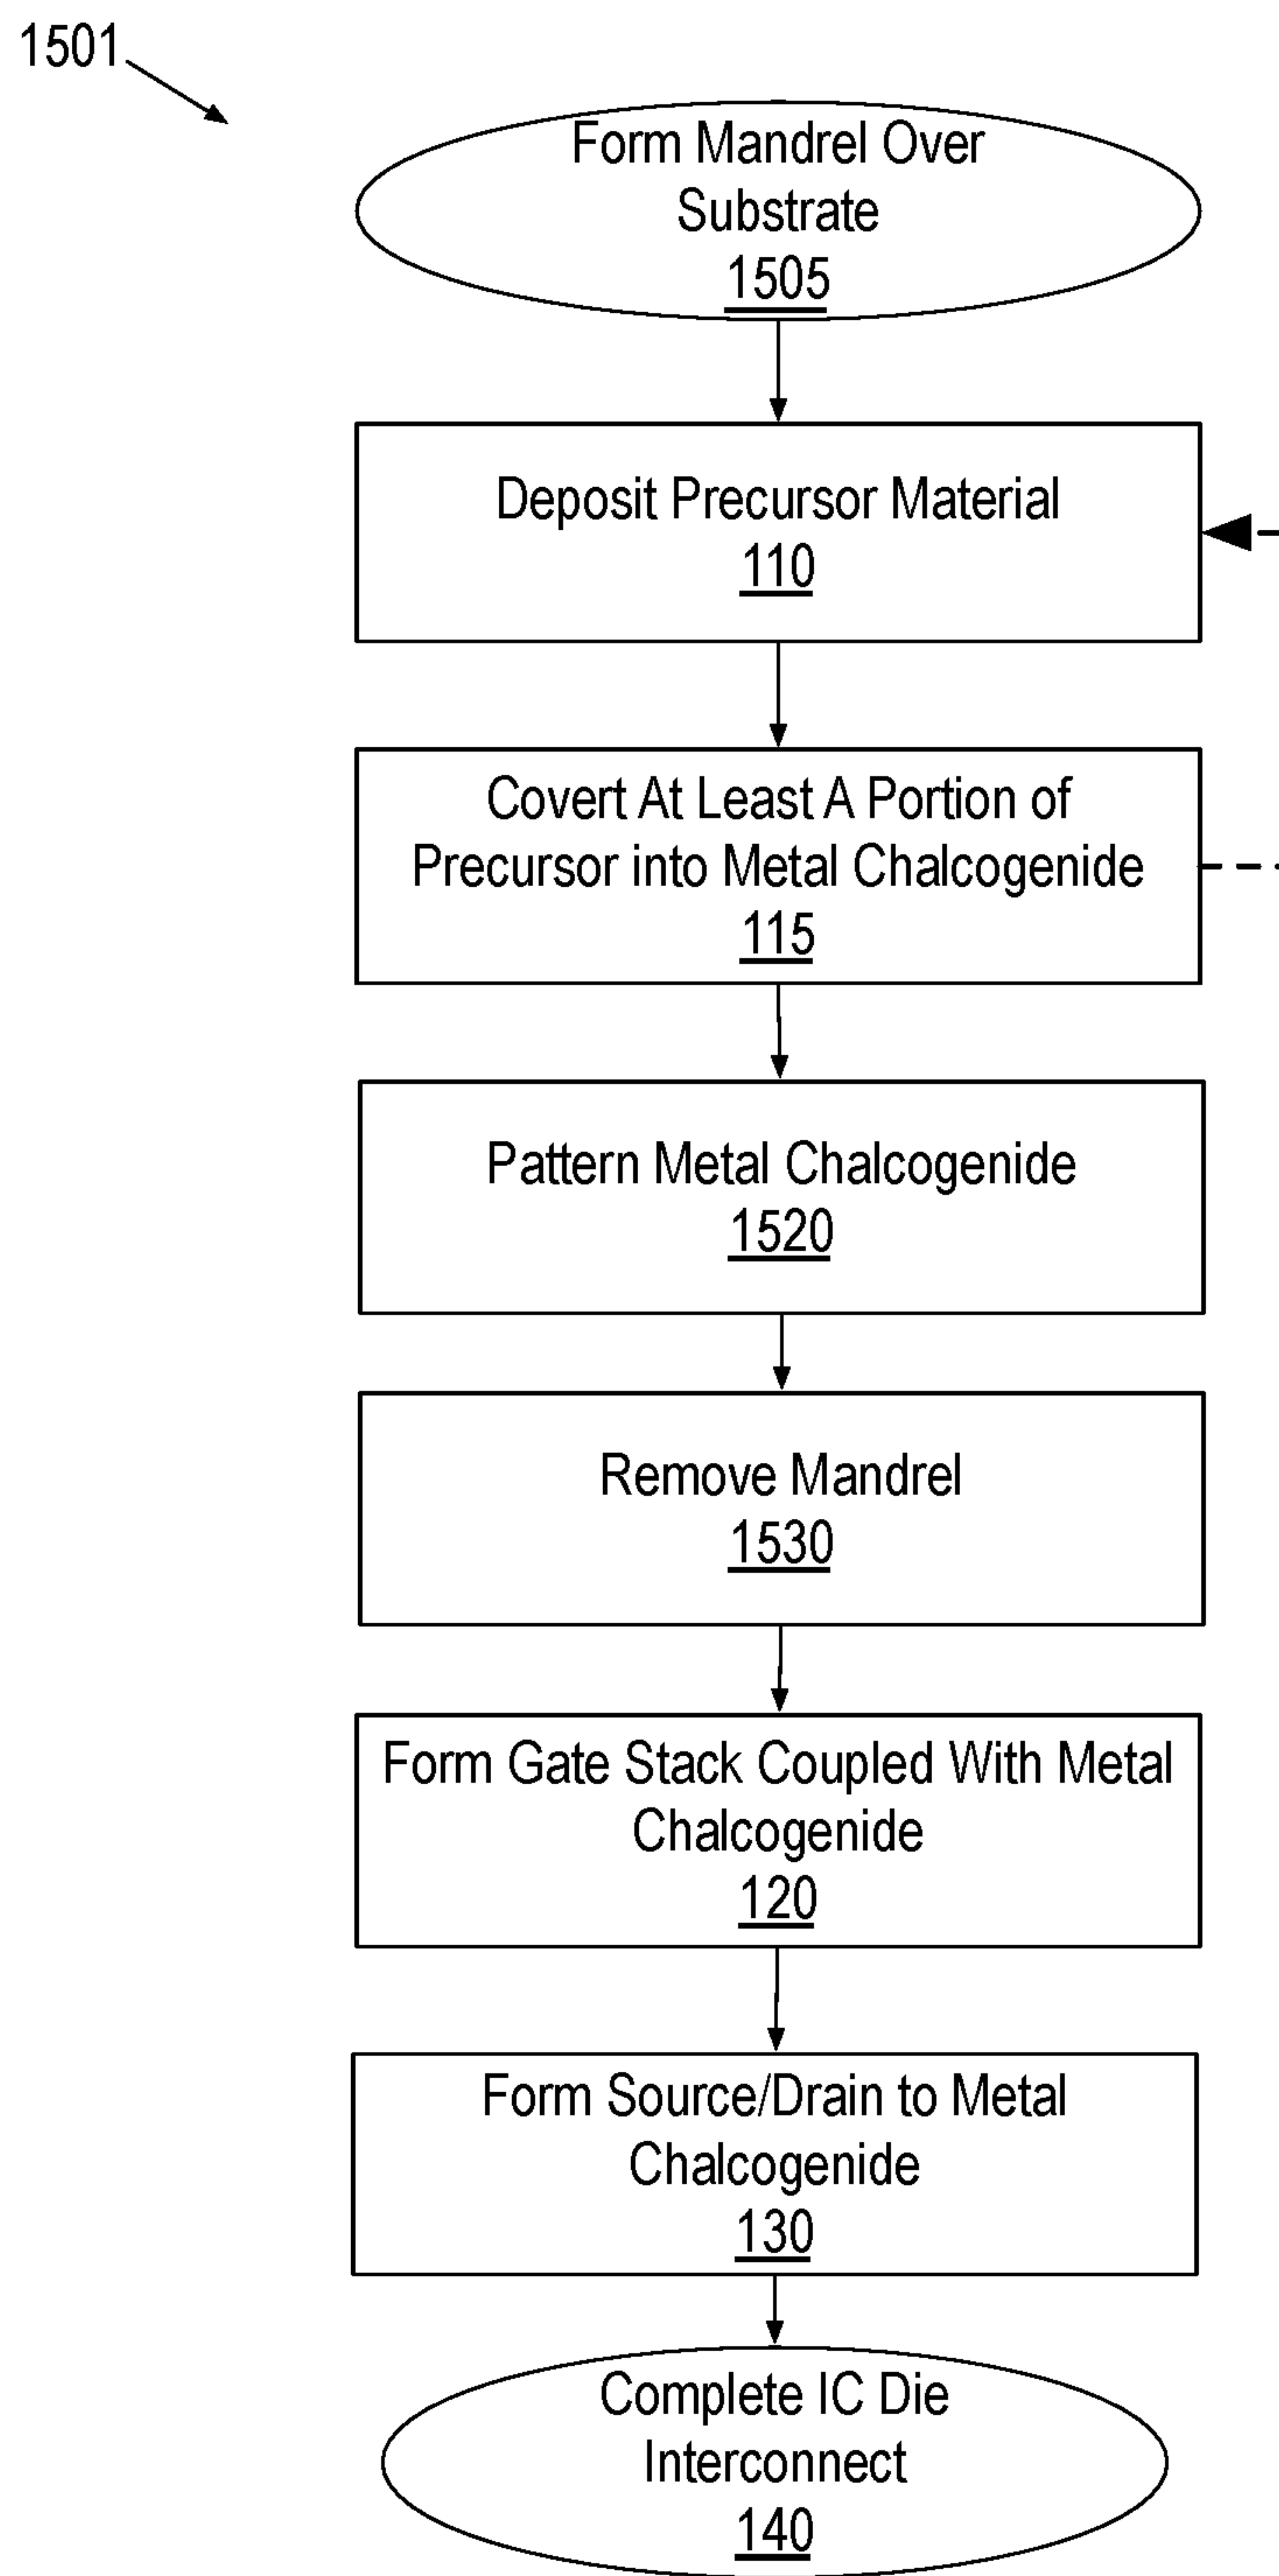 1501
Form Mandrel Over
Substrate
1505
Deposit Precursor Material
110
Covert At Least A Portion of
Precursor into Metal Chalcogenide
115
Pattern Metal Chalcogenide
1520
Remove Mandrel
1530
Form Gate Stack Coupled With Metal
Chalcogenide
120
Form Source/Drain to Metal
Chalcogenide
130
Complete IC Die
Interconnect
140